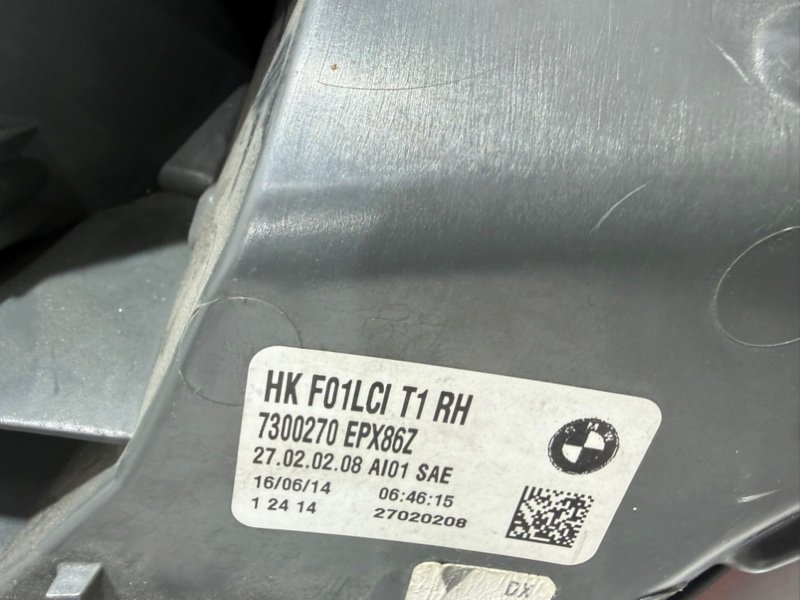 HK F01LCI T1 RH
7300270 EPX86Z
BMW
27.02.02.08 AI01 SAE
16/06/14 06:46:15
1 24 14 27020208
DX